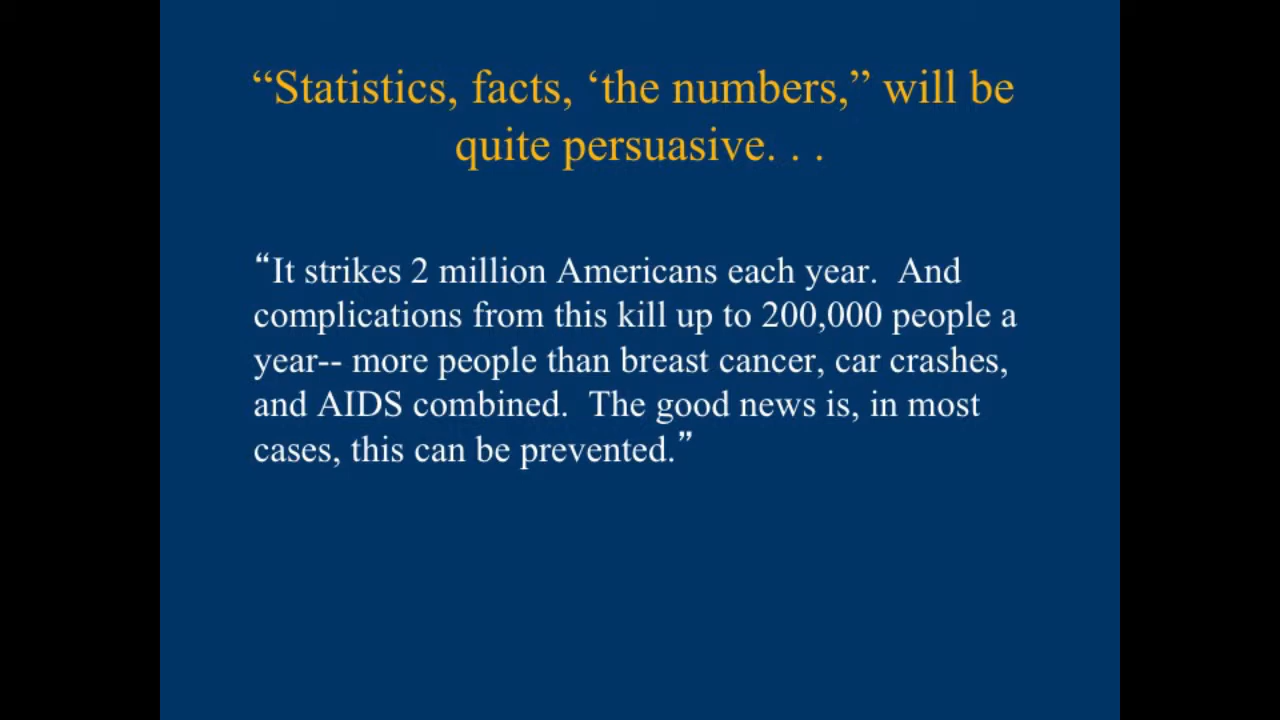 “Statistics, facts, ‘the numbers,” will be
quite persuasive. . .
“It strikes 2 million Americans each year.  And
complications from this kill up to 200,000 people a
year-- more people than breast cancer, car crashes,
and AIDS combined.  The good news is, in most
cases, this can be prevented.”